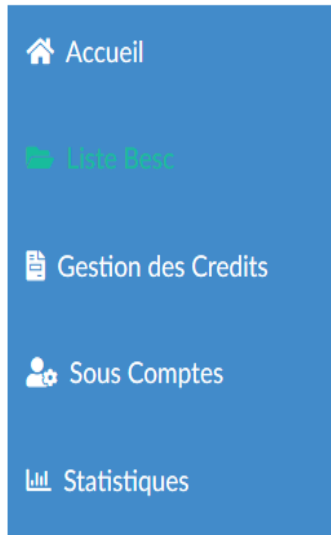 Accueil
Liste Besc
Gestion des Credits
Sous Comptes
Statistiques